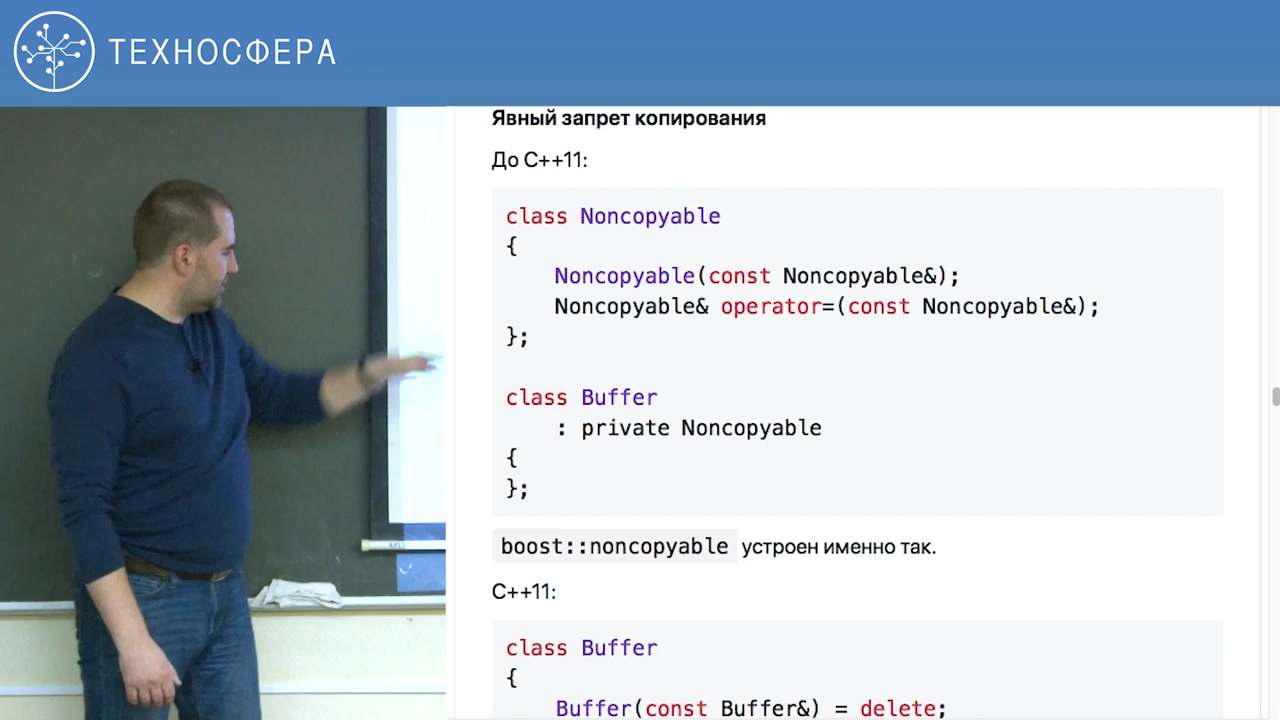 ТЕХНОСФЕРА
Явный запрет копирования
До C++11:
class Noncopyable
{
    Noncopyable(const Noncopyable&);
    Noncopyable& operator=(const Noncopyable&);
};
class Buffer
    : private Noncopyable
{
};
boost::noncopyable устроен именно так.
C++11:
class Buffer
{
    Buffer(const Buffer&) = delete;